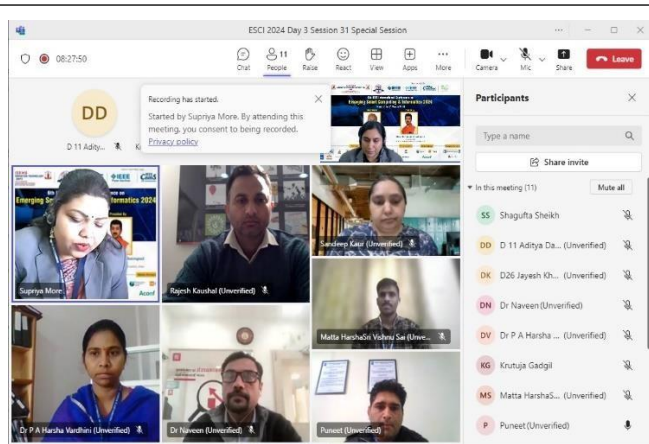 ESCI 2024 Day 3 Session 31 Special Session
08:27:50
Chat
11
People
Raise
React
View
Apps
More
Camera
Mic
Share
Leave
DD
D 11 Adity...
Recording has started.
Started by Supriya More. By attending this
meeting, you consent to being recorded.
Privacy policy
Emerging Smart Computing & Informatics 2024
Supriya More
Rajesh Kaushal (Unverified)
Sandeep Kaur (Unverified)
Matta HarshaSri Vishnu Sai (Unve...
Dr P A Harsha Vardhini (Unverified)
Dr Naveen (Unverified)
Puneet (Unverified)
Participants
Type a name
Share invite
In this meeting (11)
Mute all
SS Shagufta Sheikh
DD D 11 Aditya Da... (Unverified)
DK D26 Jayesh Kh... (Unverified)
DN Dr Naveen (Unverified)
DV Dr P A Harsha ... (Unverified)
KG Krutuja Gadgil
MS Matta HarshaS... (Unverified)
P Puneet (Unverified)